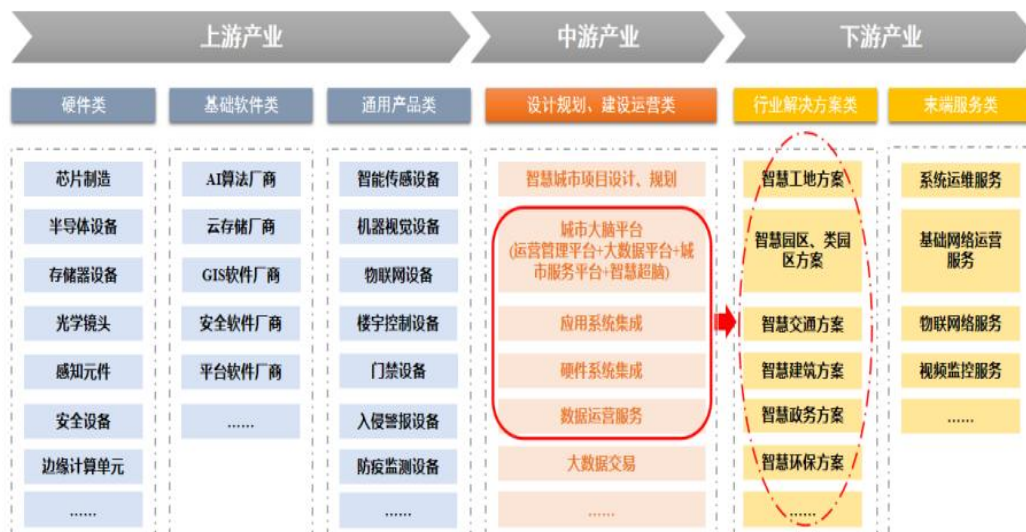 上游产业
中游产业
下游产业
硬件类
基础软件类
通用产品类
设计规划、建设运营类
行业解决方案类
末端服务类
芯片制造
半导体设备
存储器设备
光学镜头
感知元件
安全设备
边缘计算单元
……
AI算法厂商
云存储厂商
GIS软件厂商
安全软件厂商
平台软件厂商
……
智能传感设备
机器视觉设备
物联网设备
楼宇控制设备
门禁设备
入侵警报设备
防疫监测设备
……
智慧城市项目设计、规划
城市大脑平台
(运营管理平台+大数据平台+城
市服务平台+智慧超脑)
应用系统集成
硬件系统集成
数据运营服务
大数据交易
……
智慧工地方案
智慧园区、类园
区方案
智慧交通方案
智慧建筑方案
智慧政务方案
智慧环保方案
……
系统运维服务
基础网络运营
服务
物联网络服务
视频监控服务
……